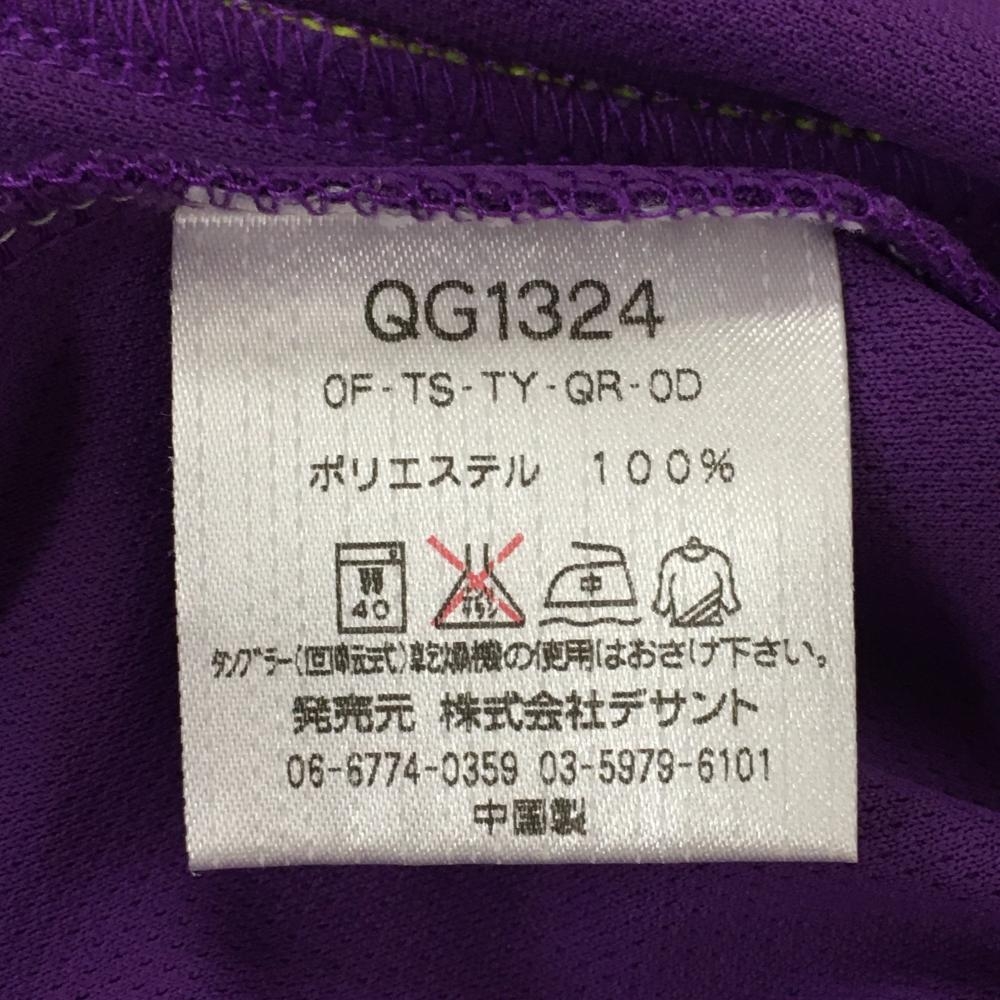 QG1324
OF-TS-TY-QR-OD
ポリエステル 100%
40 中
タンブラー(回転式)乾燥機の使用はおさけ下さい。
発売元 株式会社デサント
06-6774-0359 03-5979-6101
中国製